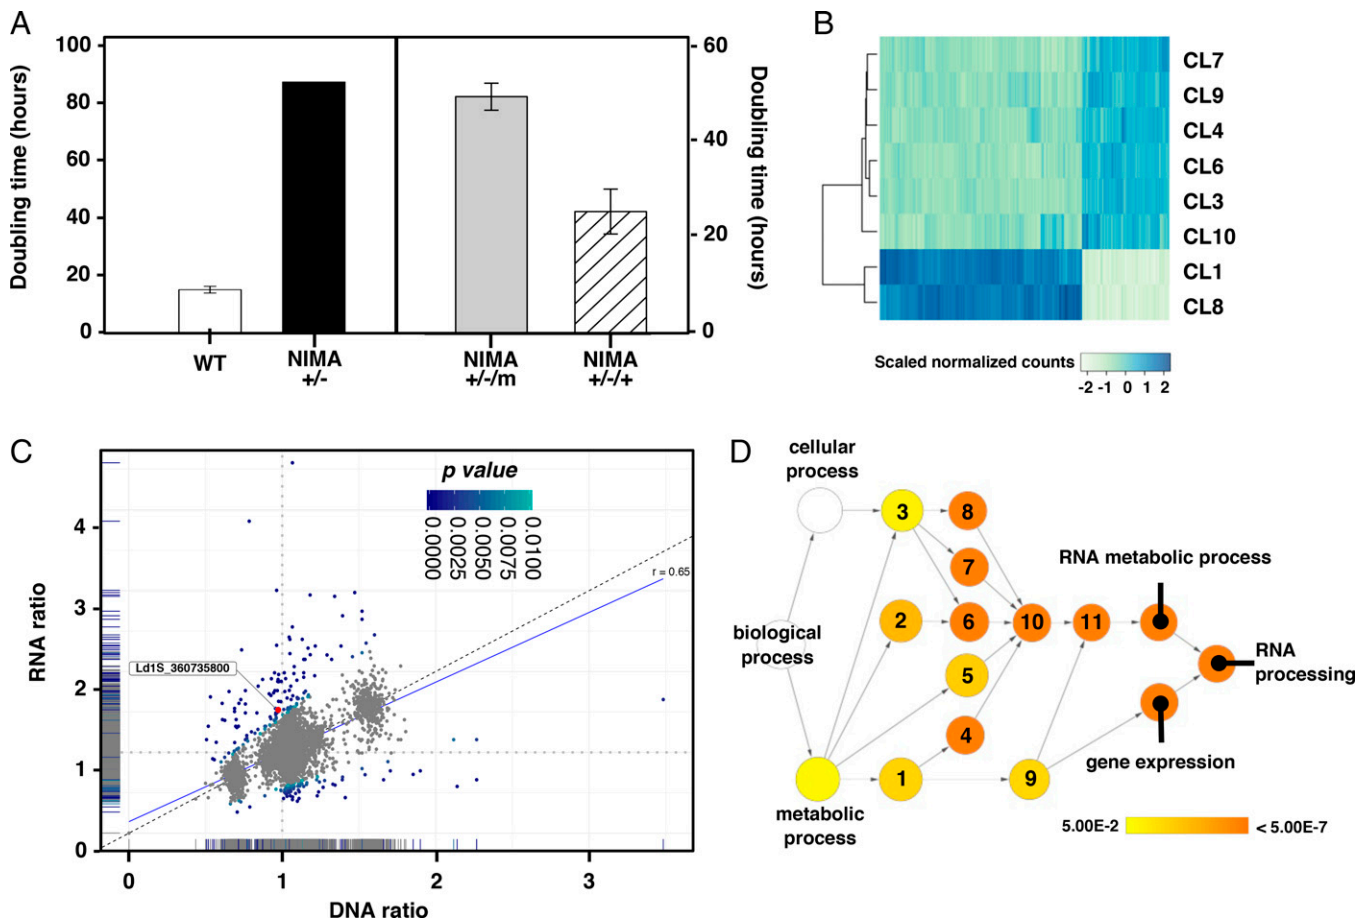 A
100
80
60
40
20
0
Doubling time (hours)
60
40
20
0
Doubling time (hours)
WT
NIMA
+/-
NIMA
+/-/m
NIMA
+/-/+
B
CL7
CL9
CL4
CL6
CL3
CL10
CL1
CL8
Scaled normalized counts
-2 -1 0 1 2
C
p value
0.0000
0.0025
0.0050
0.0075
0.0100
r = 0.65
Ld1S_360735800
RNA ratio
4
3
2
1
0
0 1 2 3
DNA ratio
D
cellular
process
3
8
7
RNA metabolic process
biological
process
2
6
10
11
RNA
processing
5
4
gene expression
1
9
metabolic
process
5.00E-2
< 5.00E-7